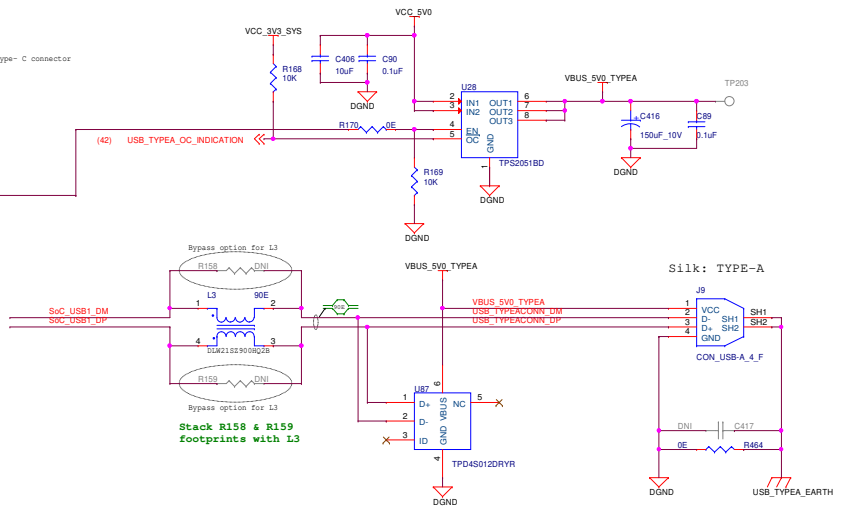 VCC_5V0
VCC_3V3_SYS
ype- C connector
R168
10K
C406
10uF
C90
0.1uF
DGND
U28
VBUS_5V0_TYPEA
TP203
2
3
4
5
IN1
IN2
EN
OC
OUT1
OUT2
OUT3
GND
6
7
8
1
TPS2051BD
C416
150uF_10V
C89
0.1uF
DGND
R170
0E
(42)
USB_TYPEA_OC_INDICATION
R169
10K
DGND
DGND
Bypass option for L3
R158
DNI
VBUS_5V0_TYPEA
Silk: TYPE-A
L3
90E
1
2
4
3
90E
SoC_USB1_DM
SoC_USB1_DP
DLW21SZ900HQ2B
VBUS_5V0_TYPEA
USB_TYPEACONN_DM
USB_TYPEACONN_DP
J9
1
2
3
4
VCC
D-
D+
GND
SH1
SH2
SH1
SH2
CON_USB-A_4_F
R159
DNI
Bypass option for L3
U87
6
1
2
3
D+
D-
ID
VBUS
GND
NC
5
4
TPD4S012DRYR
DGND
Stack R158 & R159
footprints with L3
DNI
C417
0E
R464
DGND
USB_TYPEA_EARTH